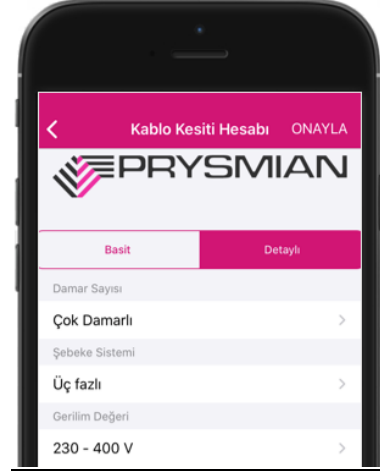 Kablo Kesiti Hesabı ONAYLA
PRYSMIAN
Basit Detaylı
Damar Sayısı
Çok Damarlı
Şebeke Sistemi
Üç fazlı
Gerilim Değeri
230 - 400 V